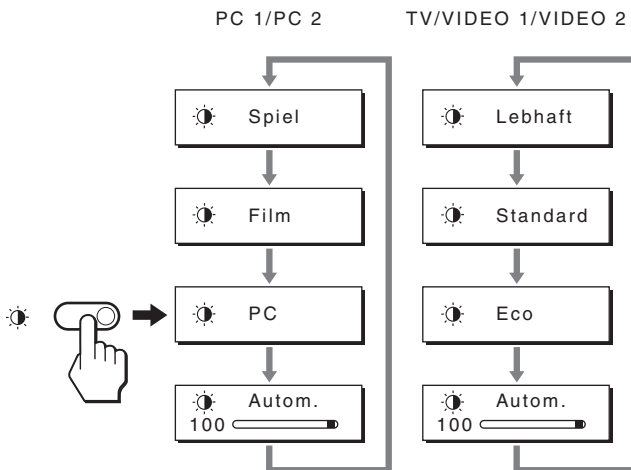 PC 1/PC 2
TV/VIDEO 1/VIDEO 2
Spiel
Lebhaft
Film
Standard
PC
Eco
Autom.
100
Autom.
100